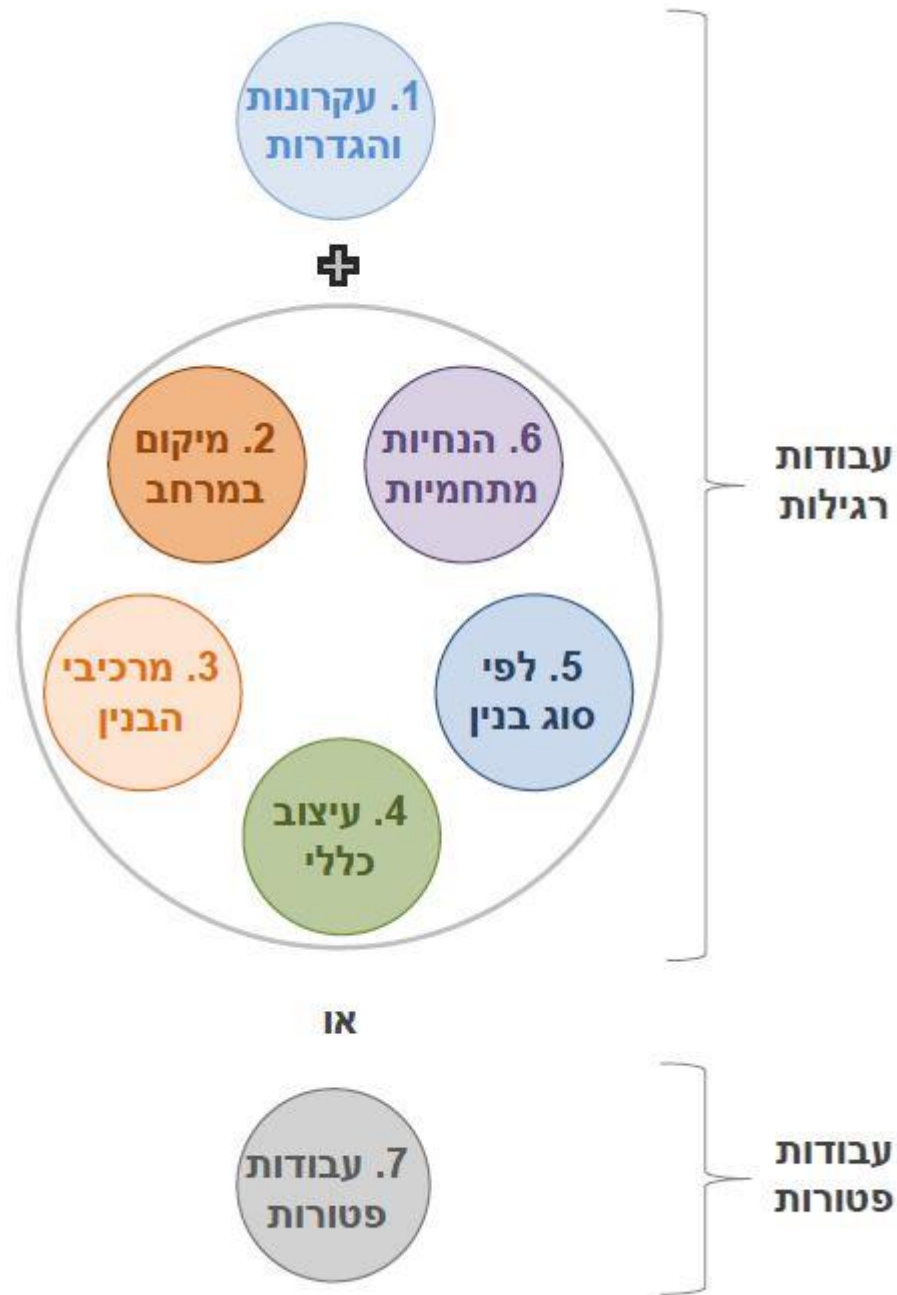 1. עקרונות
והגדרות
2. מיקום
במרחב
6. הנחיות
מתחמיות
עבודות
רגילות
3. מרכיבי
הבנין
5. לפי
סוג בנין
4. עיצוב
כללי
או
7. עבודות
פטורות
עבודות
פטורות